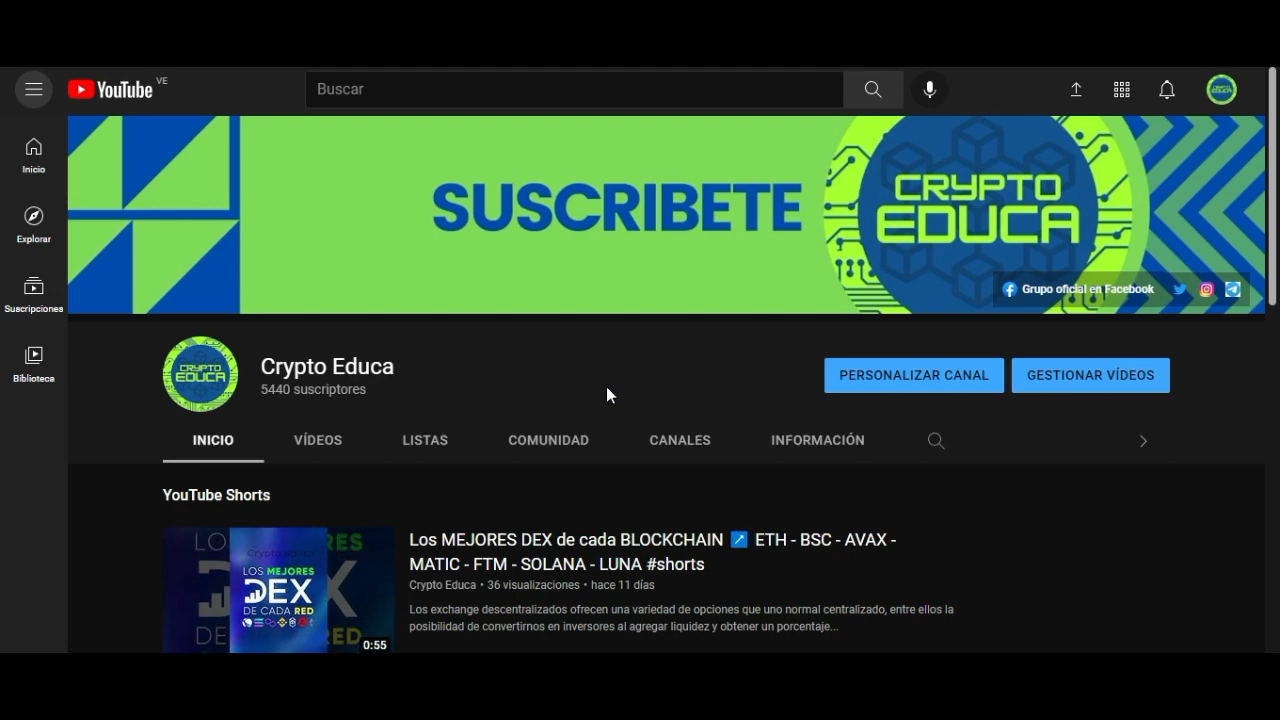 YouTube VE
Buscar
Inicio
Explorar
Suscripciones
Biblioteca
SUSCRIBETE
CRYPTO
EDUCA
Grupo oficial en Facebook
CRYPTO
EDUCA
Crypto Educa
5440 suscriptores
PERSONALIZAR CANAL
GESTIONAR VÍDEOS
INICIO
VÍDEOS
LISTAS
COMUNIDAD
CANALES
INFORMACIÓN
YouTube Shorts
LOS MEJORES
DEX
DE CADA RED
0:55
Los MEJORES DEX de cada BLOCKCHAIN ↗️ ETH - BSC - AVAX -
MATIC - FTM - SOLANA - LUNA #shorts
Crypto Educa • 36 visualizaciones • hace 11 días
Los exchange descentralizados ofrecen una variedad de opciones que uno normal centralizado, entre ellos la
posibilidad de convertirnos en inversores al agregar liquidez y obtener un porcentaje...